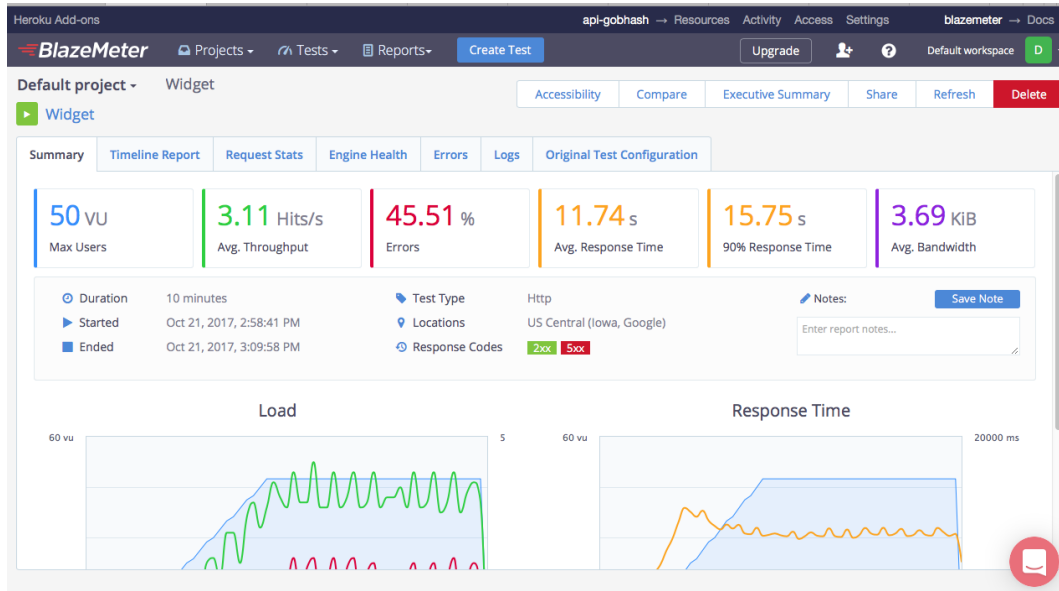 Heroku Add-ons api-gobhash → Resources Activity Access Settings blazemeter → Docs
BlazeMeter Projects Tests Reports Create Test Upgrade Default workspace D
Default project Widget
Accessibility Compare Executive Summary Share Refresh Delete
Widget
Summary Timeline Report Request Stats Engine Health Errors Logs Original Test Configuration
50 VU 3.11 Hits/s 45.51 % 11.74 s 15.75 s 3.69 KiB
Max Users Avg. Throughput Errors Avg. Response Time 90% Response Time Avg. Bandwidth
Duration 10 minutes Test Type Http Notes: Save Note
Started Oct 21, 2017, 2:58:41 PM Locations US Central (Iowa, Google) Enter report notes...
Ended Oct 21, 2017, 3:09:58 PM Response Codes 2xx 5xx
Load Response Time
60 vu 5 60 vu 20000 ms